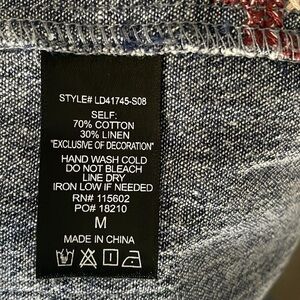 STYLE# LD41745-S08
SELF:
70% COTTON
30% LINEN
"EXCLUSIVE OF DECORATION"
HAND WASH COLD
DO NOT BLEACH
LINE DRY
IRON LOW IF NEEDED
RN# 115602
PO# 18210
M
MADE IN CHINA